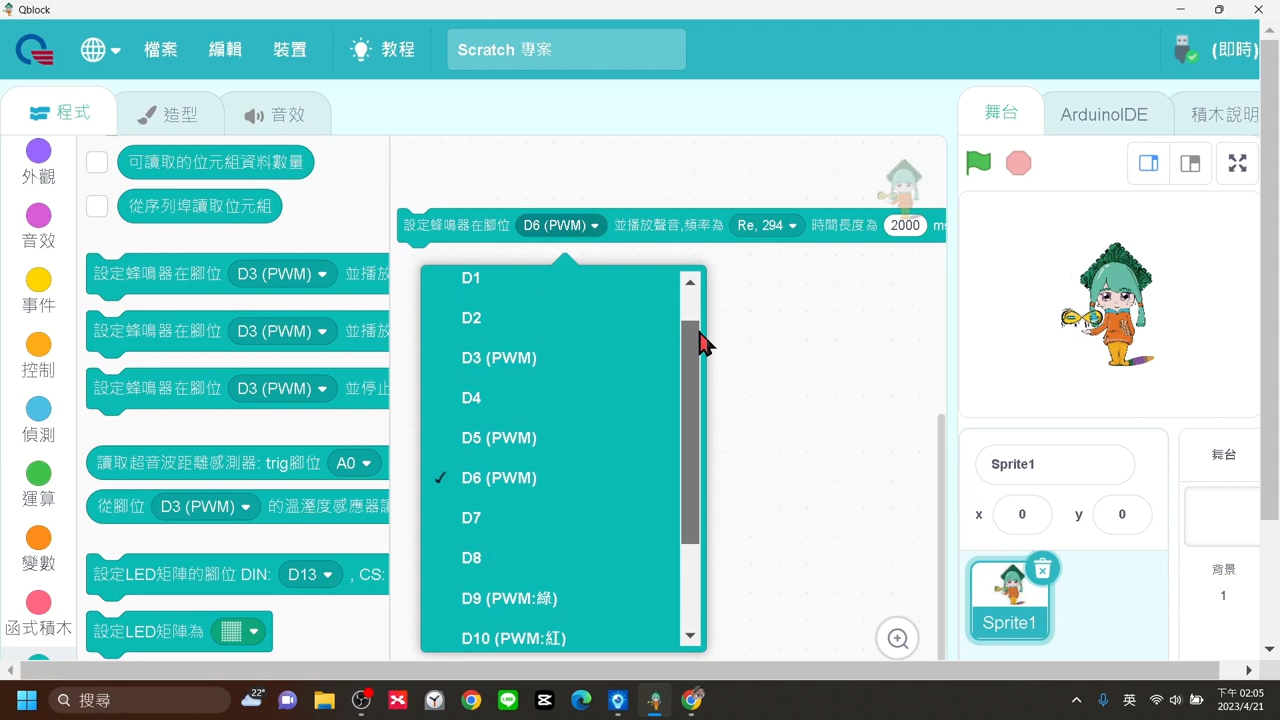 Qblock
檔案
編輯
裝置
教程
Scratch 專案
(即時)
程式
造型
音效
舞台
ArduinoIDE
積木說明
外觀
音效
事件
控制
偵測
運算
變數
函式積木
可讀取的位元組資料數量
從序列埠讀取位元組
設定蜂鳴器在腳位 D3 (PWM) 並播放
設定蜂鳴器在腳位 D3 (PWM) 並播放
設定蜂鳴器在腳位 D3 (PWM) 並停止
讀取超音波距離感測器: trig腳位 A0
從腳位 D3 (PWM) 的溫溼度感應器讀
設定LED矩陣的腳位 DIN: D13 , CS:
設定LED矩陣為
設定蜂鳴器在腳位 D6 (PWM) 並播放聲音,頻率為 Re, 294 時間長度為 2000 ms
D1
D2
D3 (PWM)
D4
D5 (PWM)
✓ D6 (PWM)
D7
D8
D9 (PWM:綠)
D10 (PWM:紅)
Sprite1
x 0 y 0
Sprite1
舞台
背景
1
搜尋
22°
英
下午 02:05
2023/4/21